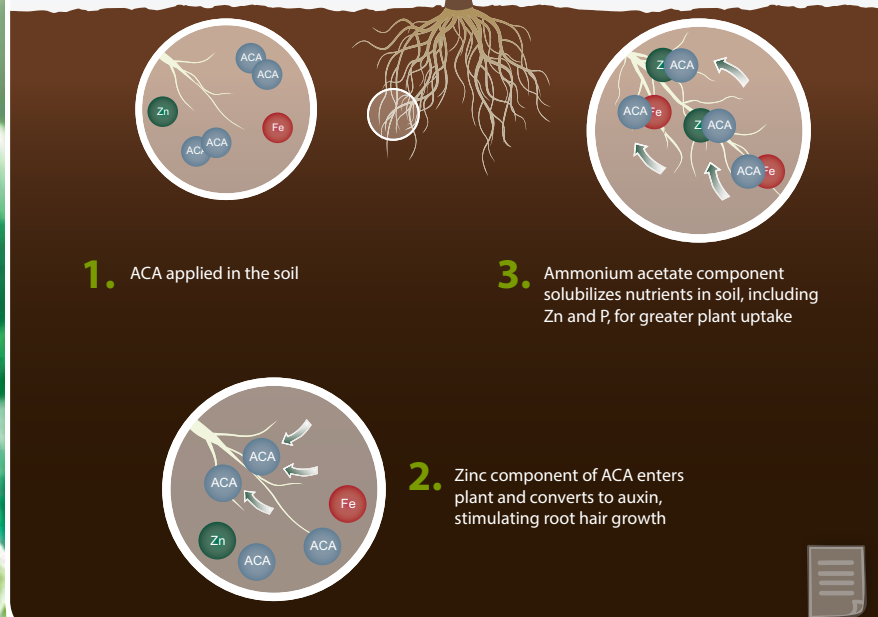 ACA
ACA
Zn
Fe
ACA
ACA
1. ACA applied in the soil
ACA
ACA
Fe
Zn
ACA
ACA
2. Zinc component of ACA enters
plant and converts to auxin,
stimulating root hair growth
Z ACA
ACA Fe
Z ACA
ACA Fe
3. Ammonium acetate component
solubilizes nutrients in soil, including
Zn and P, for greater plant uptake